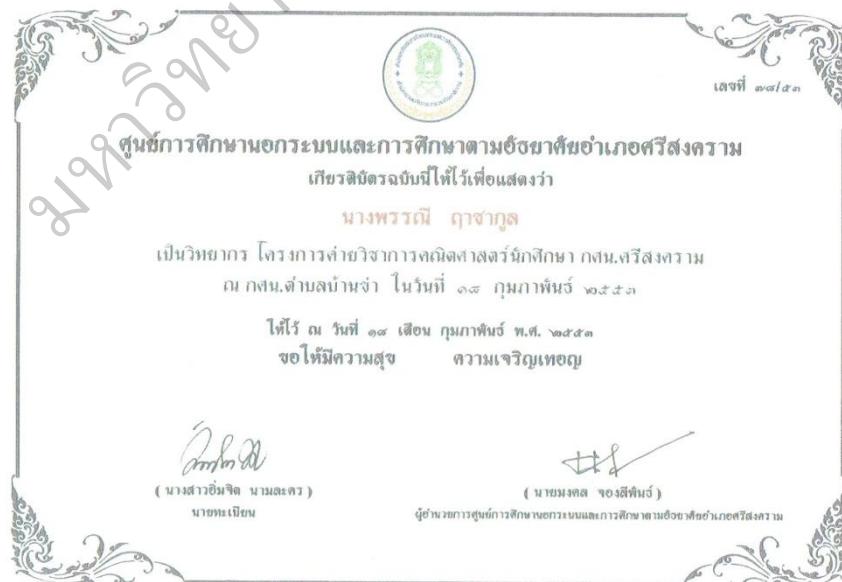 มหาวิทยา
เลขที่ ๓๘/๕๓
ศูนย์การศึกษานอกระบบและการศึกษาตามอัธยาศัยอำเภอศรีสงคราม
เกียรติบัตรฉบับนี้ให้ไว้เพื่อแสดงว่า
นางพรรณี ฤาชากูล
เป็นวิทยากร โครงการค่ายวิชาการคณิตศาสตร์นักศึกษา กศน.ศรีสงคราม
ณ กศน.ตำบลบ้านข่า ในวันที่ ๑๘ กุมภาพันธ์ ๒๕๕๓
ให้ไว้ ณ วันที่ ๑๘ เดือน กุมภาพันธ์ พ.ศ. ๒๕๕๓
ขอให้มีความสุข ความเจริญเทอญ
( นางสาวยิ่มจิต นามละคร ) ( นายมงคล จองสีพันธ์ )
นายทะเบียน ผู้อำนวยการศูนย์การศึกษานอกระบบและการศึกษาตามอัธยาศัยอำเภอศรีสงคราม